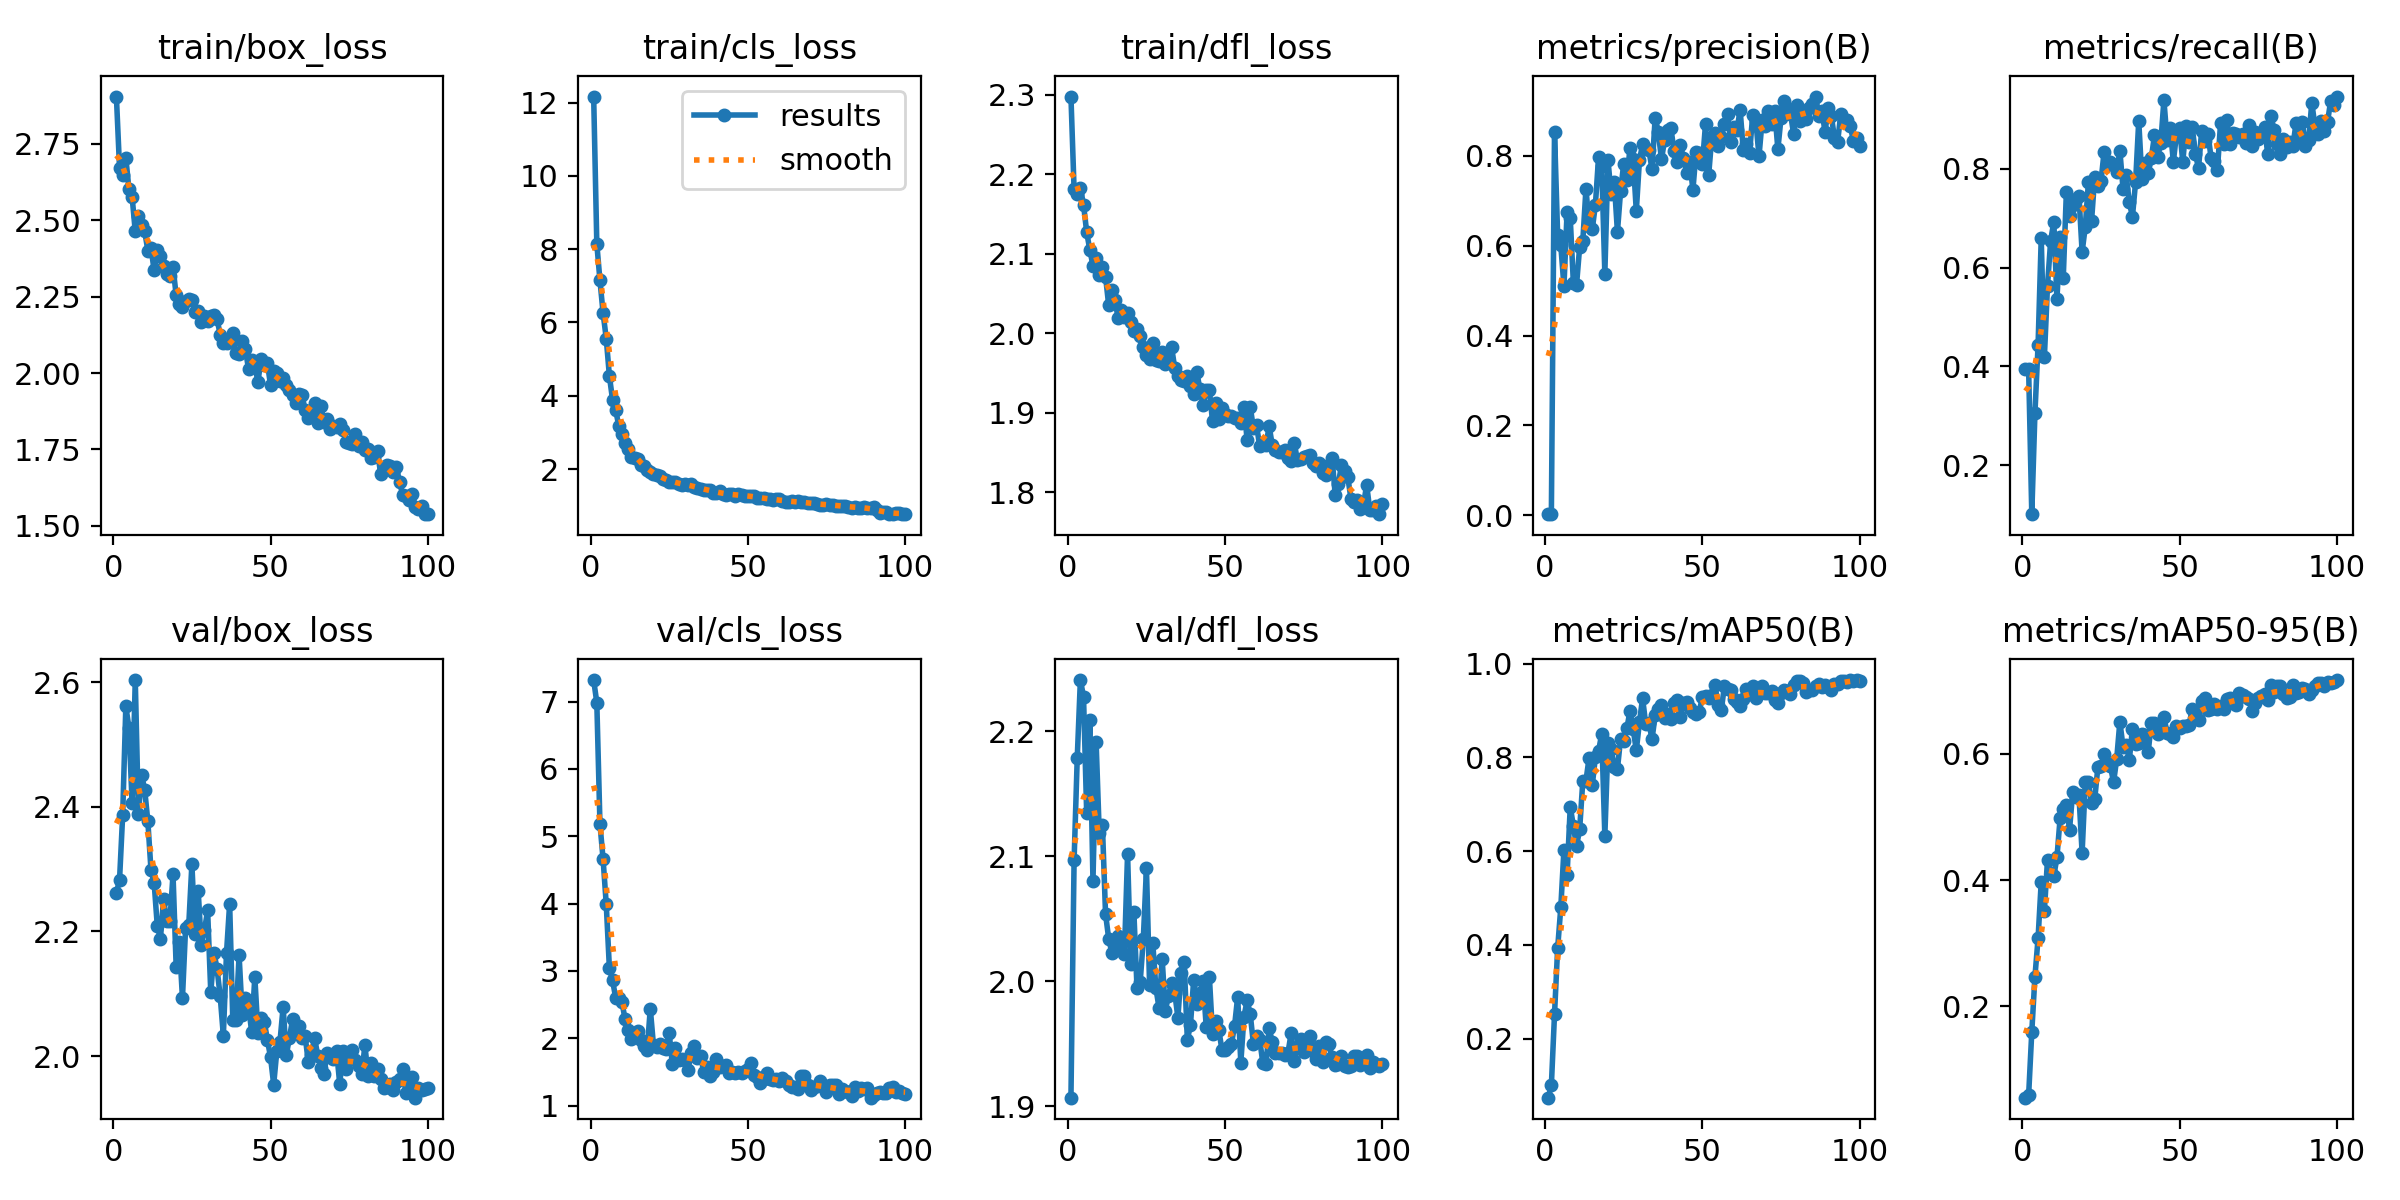 train/box_loss
2.75
2.50
2.25
2.00
1.75
1.50
0 50 100
train/cls_loss
results
smooth
12
10
8
6
4
2
0 50 100
train/dfl_loss
2.3
2.2
2.1
2.0
1.9
1.8
0 50 100
metrics/precision(B)
0.8
0.6
0.4
0.2
0.0
0 50 100
metrics/recall(B)
0.8
0.6
0.4
0.2
0 50 100
val/box_loss
2.6
2.4
2.2
2.0
0 50 100
val/cls_loss
7
6
5
4
3
2
1
0 50 100
val/dfl_loss
2.2
2.1
2.0
1.9
0 50 100
metrics/mAP50(B)
1.0
0.8
0.6
0.4
0.2
0 50 100
metrics/mAP50-95(B)
0.6
0.4
0.2
0 50 100